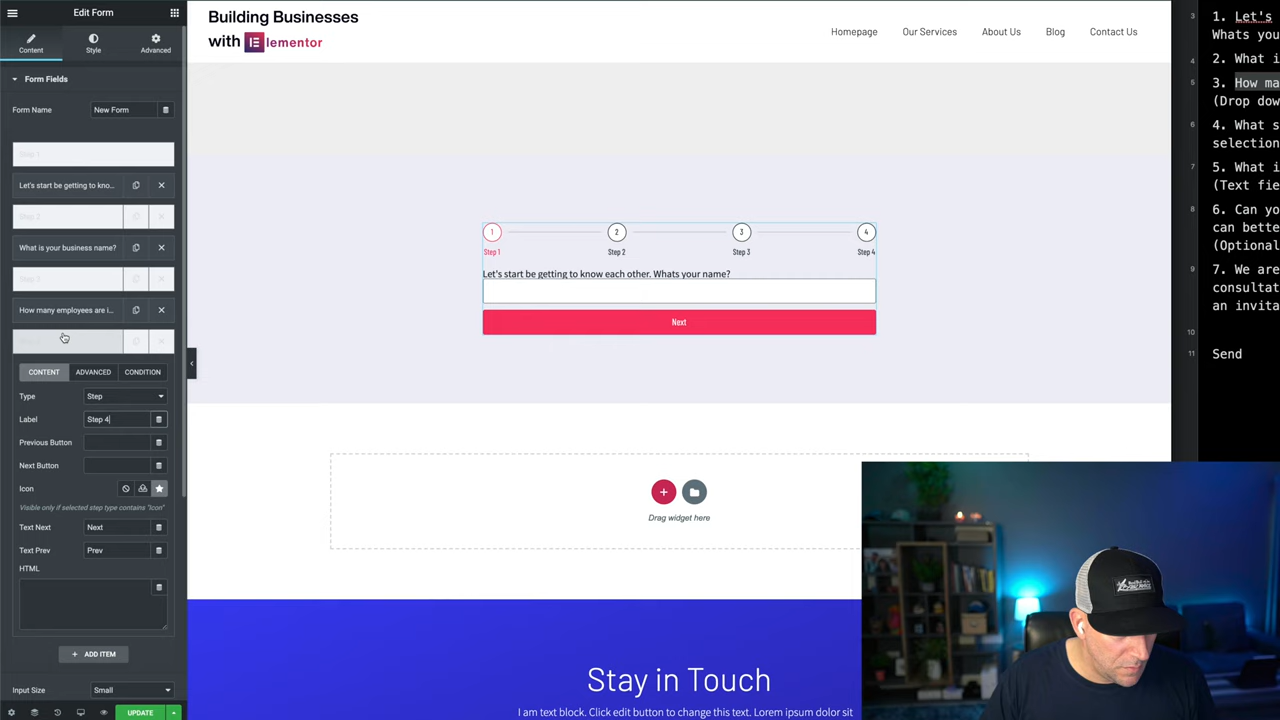 Edit Form
Content
Style
Advanced
Form Fields
Form Name
New Form
Step 1
Let's start be getting to kno...
Step 2
What is your business name?
Step 3
How many employees are i...
CONTENT
ADVANCED
CONDITION
Type
Step
Label
Step 4
Previous Button
Next Button
Icon
Visible only if selected step type contains "Icon"
Text Next
Next
Text Prev
Prev
HTML
+ ADD ITEM
Input Size
Small
UPDATE
Building Businesses
with Elementor
Homepage
Our Services
About Us
Blog
Contact Us
1
2
3
4
Step 1
Step 2
Step 3
Step 4
Let's start be getting to know each other. Whats your name?
Next
Drag widget here
Stay in Touch
I am text block. Click edit button to change this text. Lorem ipsum dolor sit
3
1. Let's
Whats you
4
2. What i
5
3. How ma
(Drop dow
6
4. What s
selection
7
5. What i
(Text fie
8
6. Can yo
can bette
(Optional
9
7. We are
consultat
an invita
10
11
Send